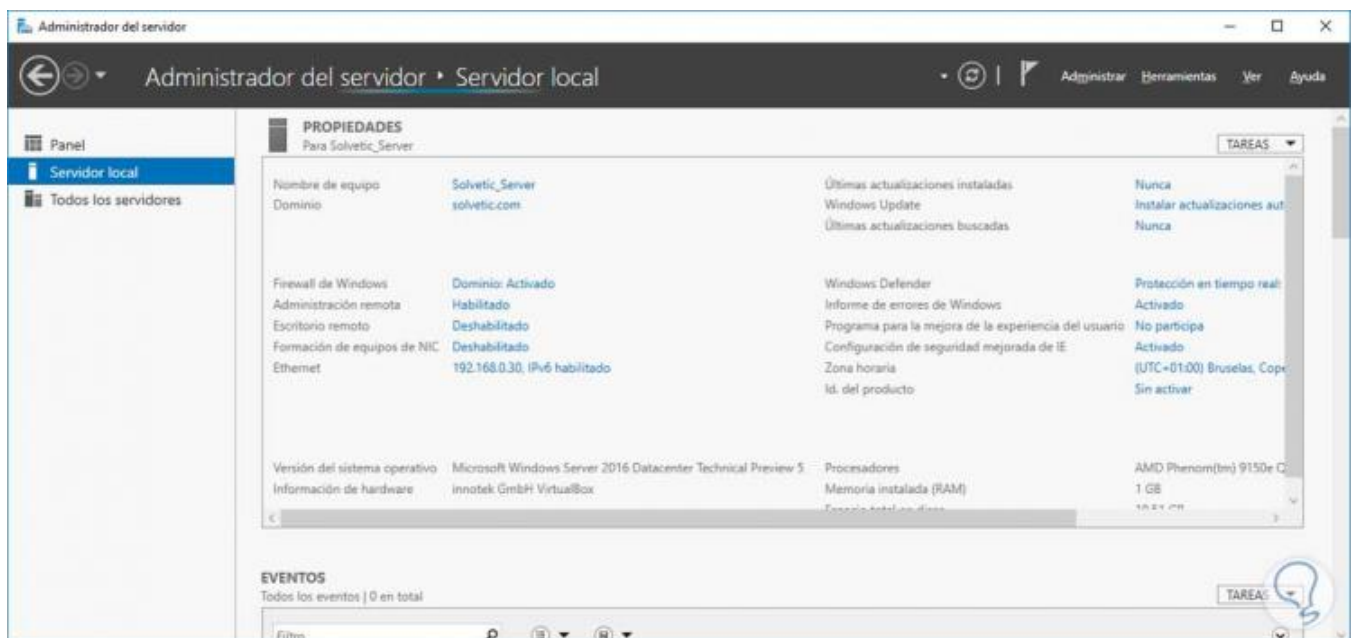 Administrador del servidor
Administrador del servidor • Servidor local
Administrar Herramientas Ver Ayuda
Panel
Servidor local
Todos los servidores
PROPIEDADES
Para Solvetic_Server
TAREAS
Nombre de equipo Solvetic_Server Últimas actualizaciones instaladas Nunca
Dominio solvetic.com Windows Update Instalar actualizaciones aut
Últimas actualizaciones buscadas Nunca
Firewall de Windows Dominio: Activado Windows Defender Protección en tiempo real:
Administración remota Habilitado Informe de errores de Windows Activado
Escritorio remoto Deshabilitado Programa para la mejora de la experiencia del usuario No participa
Formación de equipos de NIC Deshabilitado Configuración de seguridad mejorada de IE Activado
Ethernet 192.168.0.30, IPv6 habilitado Zona horaria (UTC+01:00) Bruselas, Cope
Id. del producto Sin activar
Versión del sistema operativo Microsoft Windows Server 2016 Datacenter Technical Preview 5 Procesadores AMD Phenom(tm) 9150e Q
Información de hardware innotek GmbH VirtualBox Memoria instalada (RAM) 1 GB
Espacio total en disco 10.51 GB
EVENTOS
Todos los eventos | 0 en total
TAREAS
Filtro